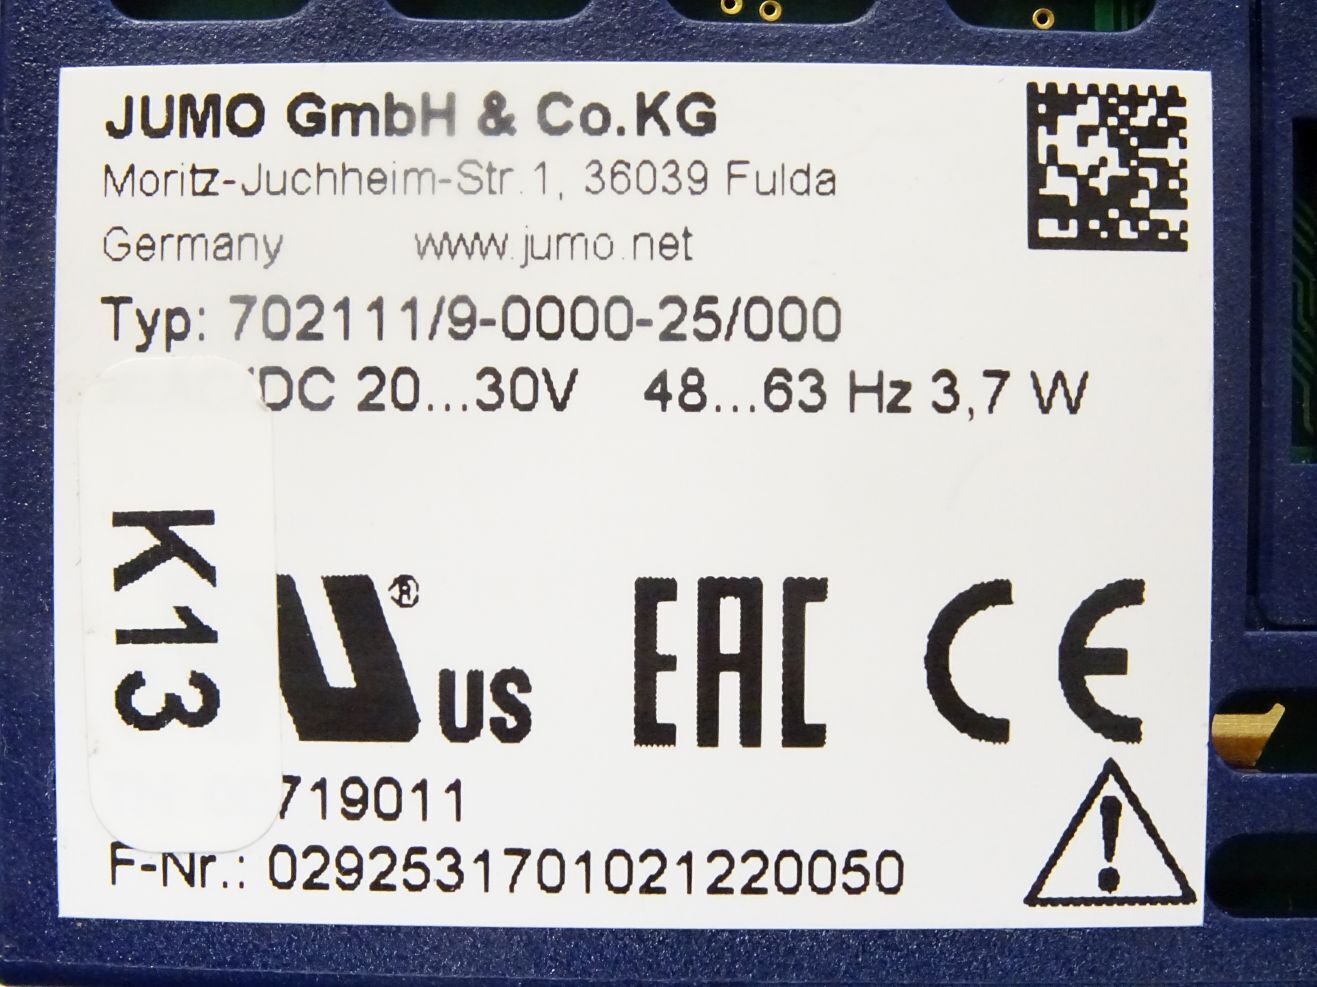 JUMO GmbH & Co.KG
Moritz-Juchheim-Str.1, 36039 Fulda
Germany www.jumo.net
Typ: 702111/9-0000-25/000
/DC 20...30V 48...63 Hz 3,7 W
K13
® US EAC CE
719011
F-Nr.: 0292531701021220050